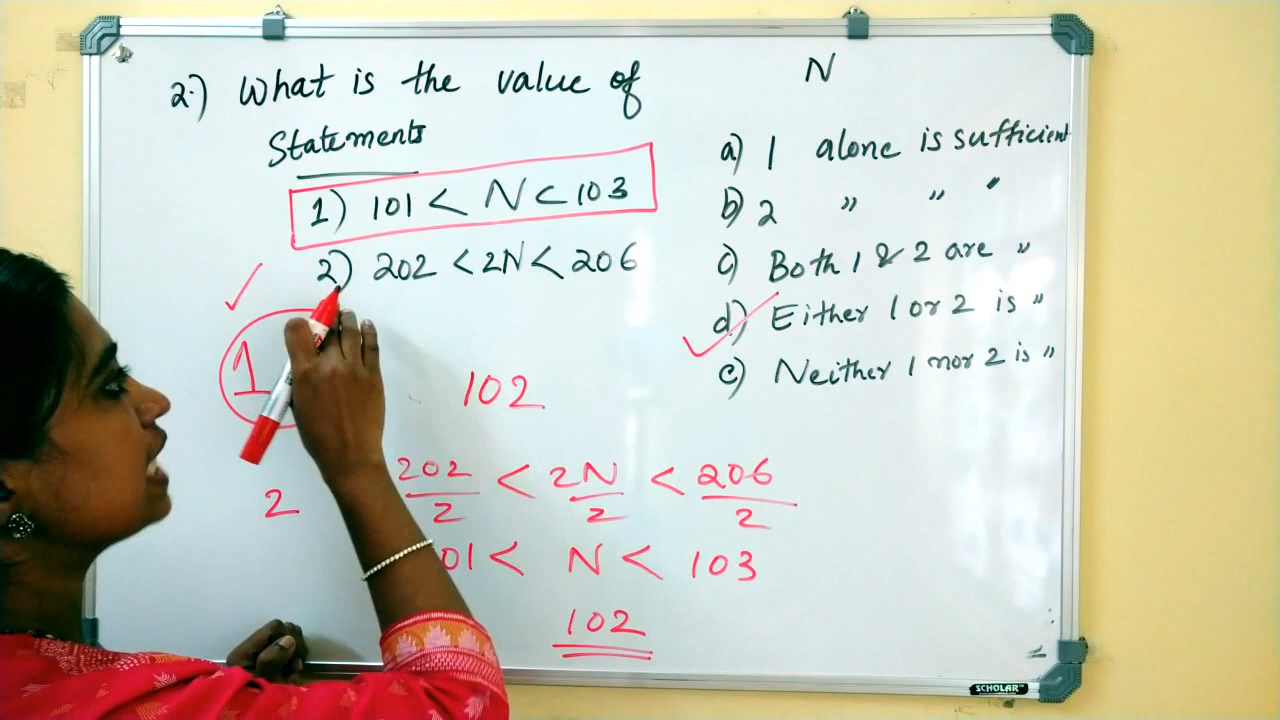 2.) What is the value of N
Statements
1) 101 < N < 103
2) 202 < 2N < 206
a) 1 alone is sufficient
b) 2 " " "
c) Both 1 & 2 are "
d) Either 1 or 2 is "
e) Neither 1 nor 2 is "
1
102
2
202/2 < 2N/2 < 206/2
01 < N < 103
102
SCHOLAR™